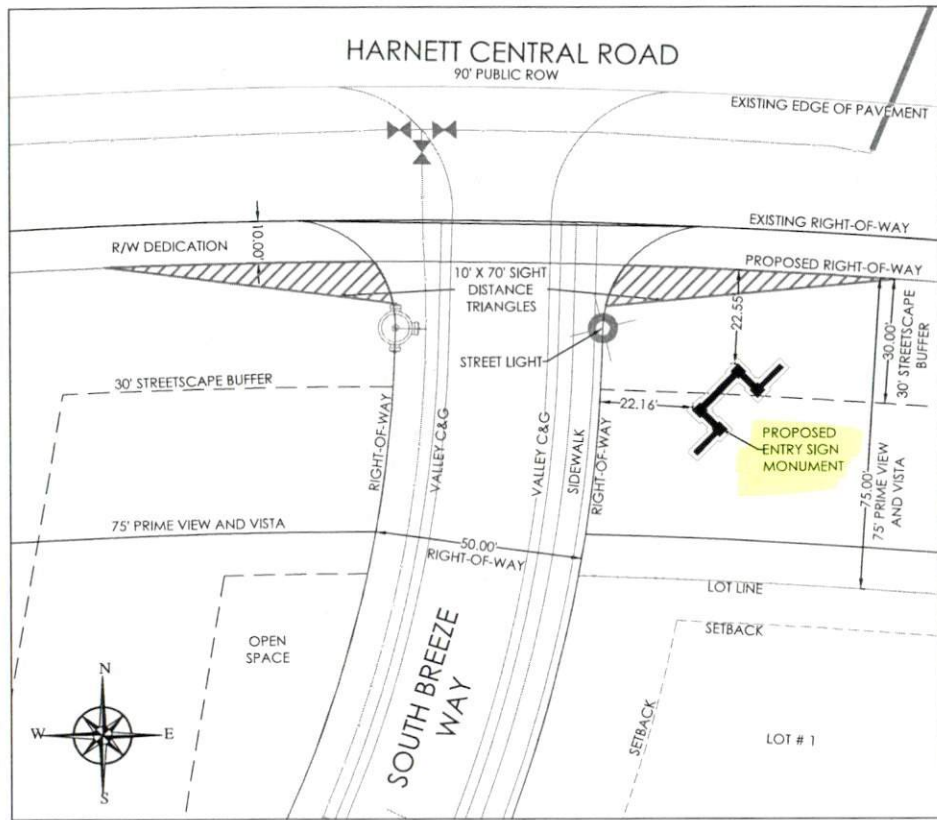 HARNETT CENTRAL ROAD
90' PUBLIC ROW
EXISTING EDGE OF PAVEMENT
EXISTING RIGHT-OF-WAY
10.00'
R/W DEDICATION
PROPOSED RIGHT-OF-WAY
10' X 70' SIGHT
DISTANCE
TRIANGLES
22.55'
30.00'
30' STREETSCAPE
BUFFER
STREET LIGHT
30' STREETSCAPE BUFFER
22.16'
RIGHT-OF-WAY
VALLEY C&G
VALLEY C&G
SIDEWALK
RIGHT-OF-WAY
PROPOSED
ENTRY SIGN
MONUMENT
75.00'
75' PRIME VIEW
AND VISTA
75' PRIME VIEW AND VISTA
50.00'
RIGHT-OF-WAY
LOT LINE
SETBACK
OPEN
SPACE
SOUTH BREEZE
WAY
SETBACK
LOT # 1
N
W
E
S